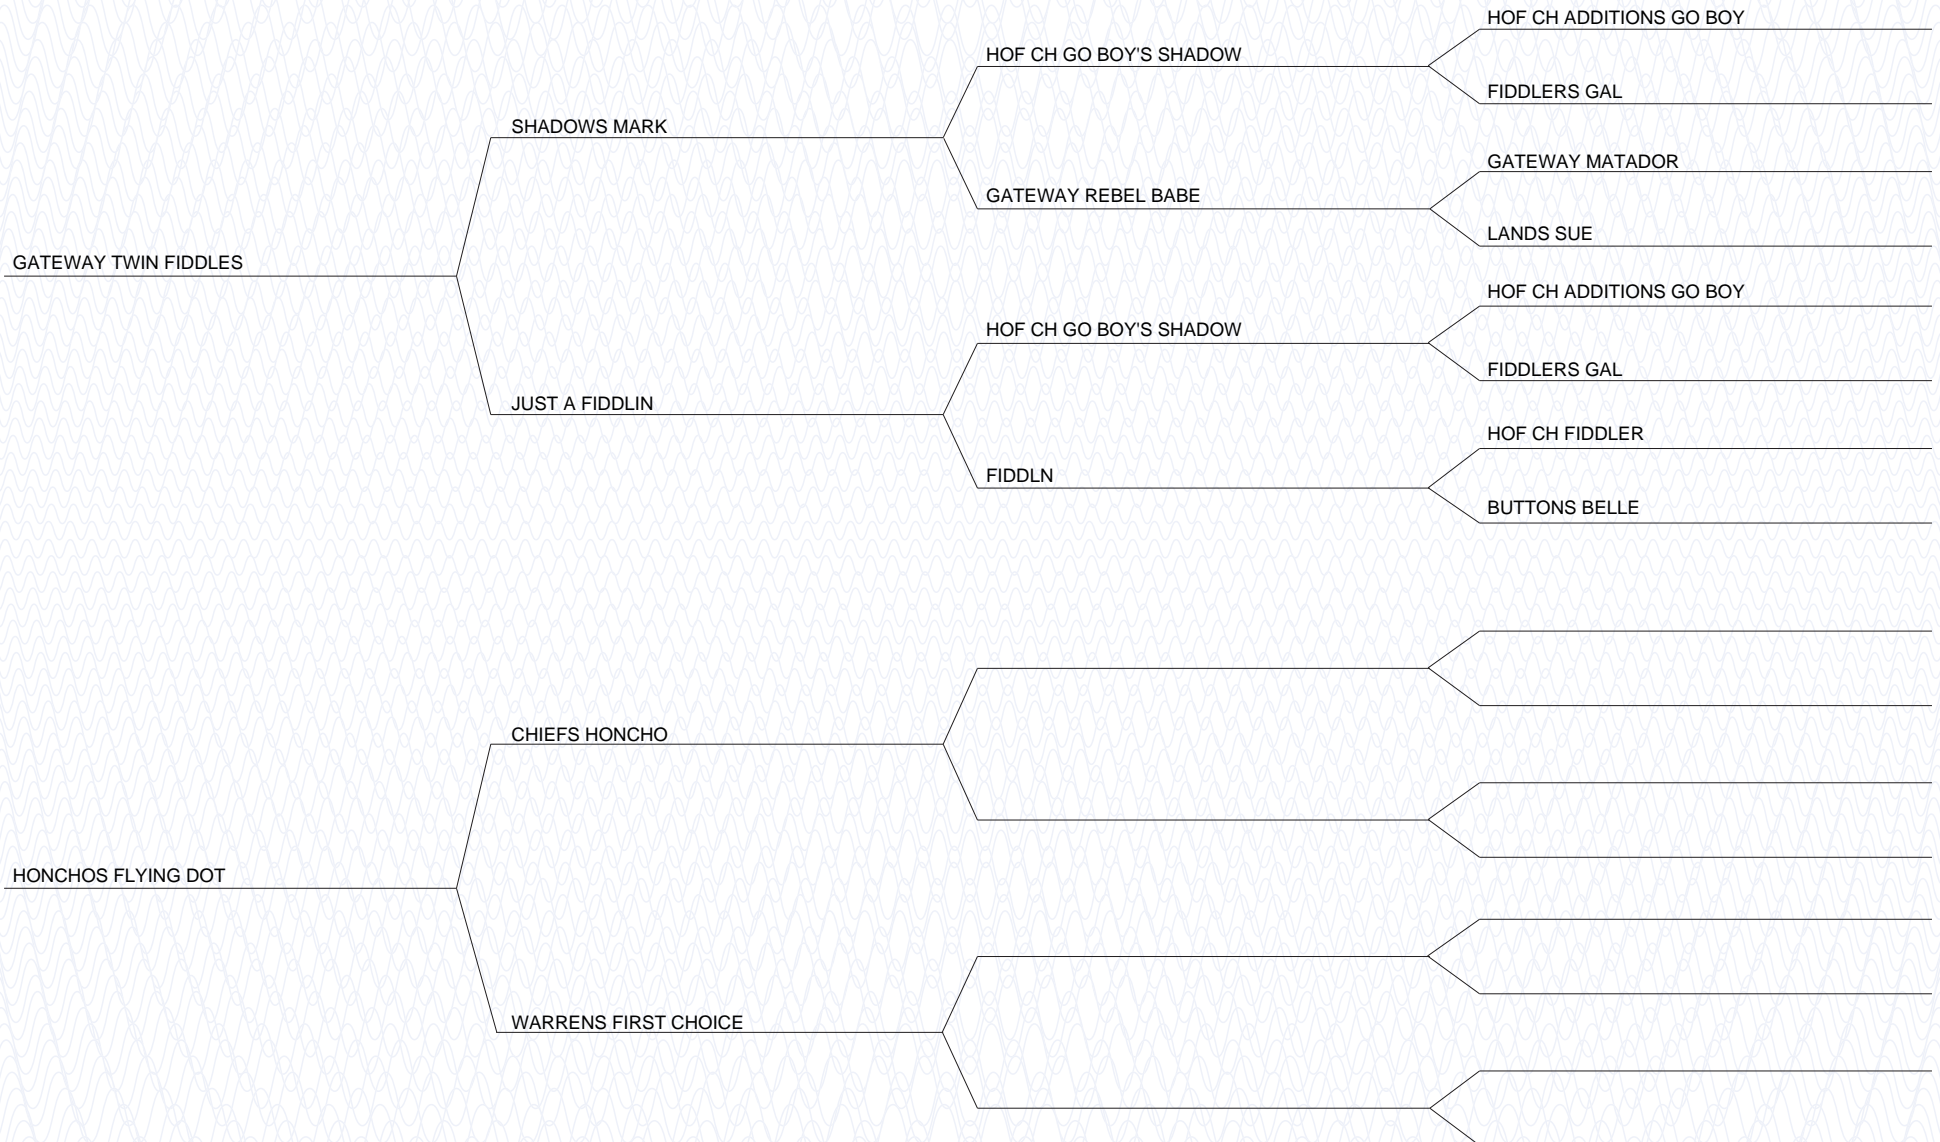 HOF CH ADDITIONS GO BOY
HOF CH GO BOY'S SHADOW
FIDDLERS GAL
SHADOWS MARK
GATEWAY MATADOR
GATEWAY REBEL BABE
LANDS SUE
GATEWAY TWIN FIDDLES
HOF CH ADDITIONS GO BOY
HOF CH GO BOY'S SHADOW
FIDDLERS GAL
JUST A FIDDLIN
HOF CH FIDDLER
FIDDLN
BUTTONS BELLE
CHIEFS HONCHO
HONCHOS FLYING DOT
WARRENS FIRST CHOICE